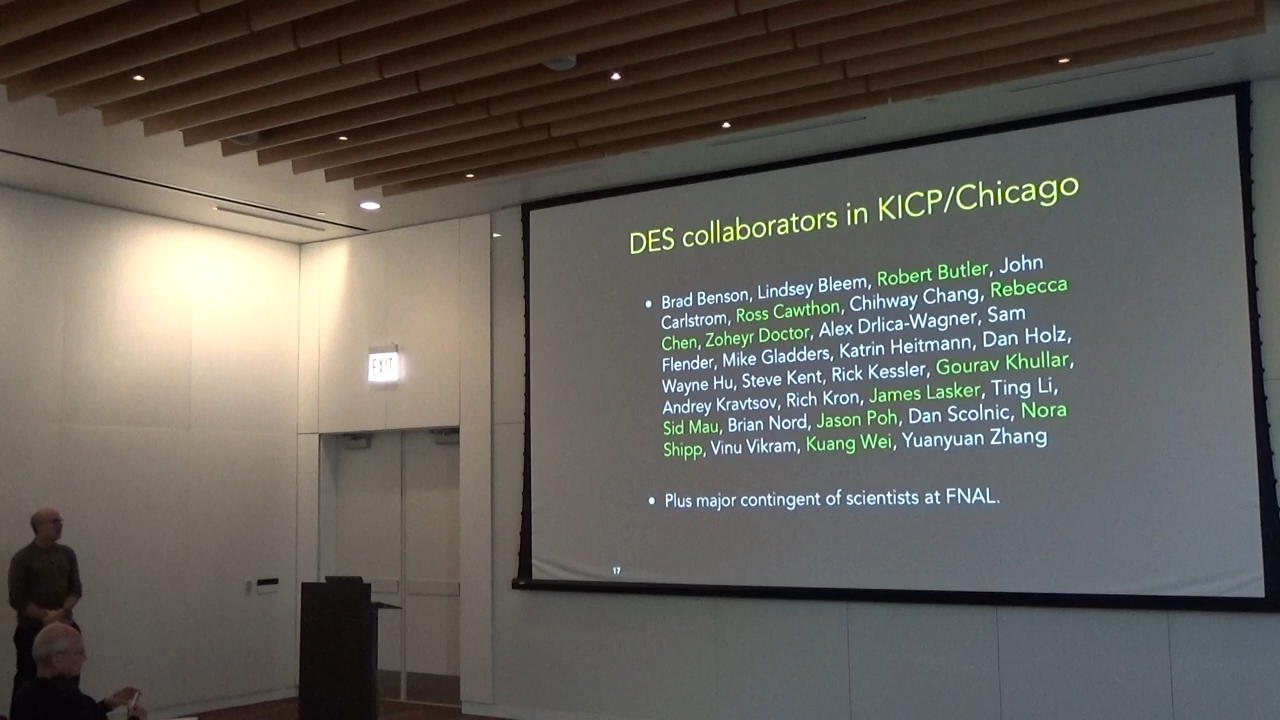 EXIT
DES collaborators in KICP/Chicago
• Brad Benson, Lindsey Bleem, Robert Butler, John
Carlstrom, Ross Cawthon, Chihway Chang, Rebecca
Chen, Zoheyr Doctor, Alex Drlica-Wagner, Sam
Flender, Mike Gladders, Katrin Heitmann, Dan Holz,
Wayne Hu, Steve Kent, Rick Kessler, Gourav Khullar,
Andrey Kravtsov, Rich Kron, James Lasker, Ting Li,
Sid Mau, Brian Nord, Jason Poh, Dan Scolnic, Nora
Shipp, Vinu Vikram, Kuang Wei, Yuanyuan Zhang
• Plus major contingent of scientists at FNAL.
17